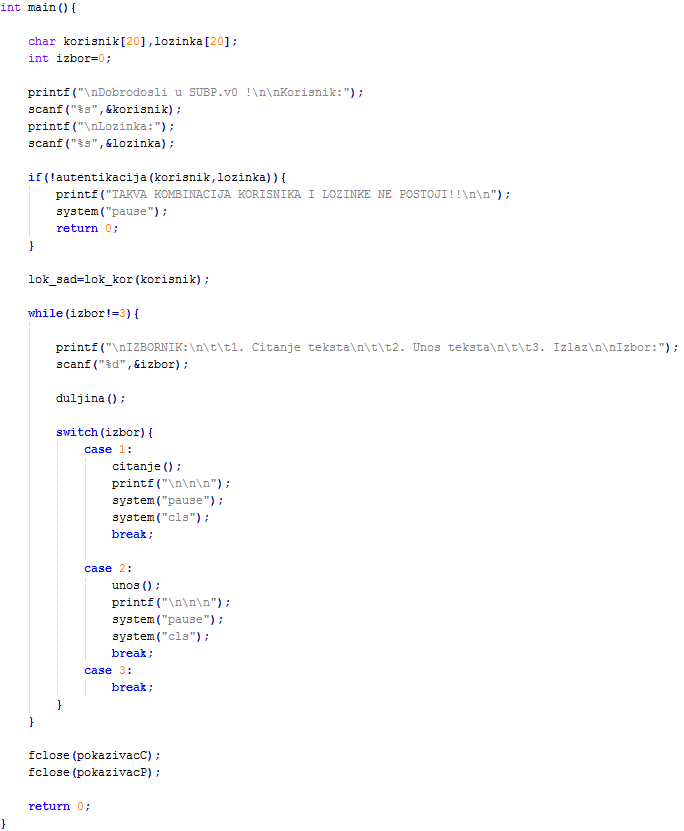 int main(){
char korisnik[20],lozinka[20];
int izbor=0;
printf("\nDobrodosli u SUBP.v0 !\n\nKorisnik:");
scanf("%s",&korisnik);
printf("\nLozinka:");
scanf("%s",&lozinka);
if(!autentikacija(korisnik,lozinka)){
printf("TAKVA KOMBINACIJA KORISNIKA I LOZINKE NE POSTOJI!!\n\n");
system("pause");
return 0;
}
lok_sad=lok_kor(korisnik);
while(izbor!=3){
printf("\nIZBORNIK:\n\t\t1. Citanje teksta\n\t\t2. Unos teksta\n\t\t3. Izlaz\n\nIzbor:");
scanf("%d",&izbor);
duljina();
switch(izbor){
case 1:
citanje();
printf("\n\n\n");
system("pause");
system("cls");
break;
case 2:
unos();
printf("\n\n\n");
system("pause");
system("cls");
break;
case 3:
break;
}
}
fclose(pokazivacC);
fclose(pokazivacP);
return 0;
}